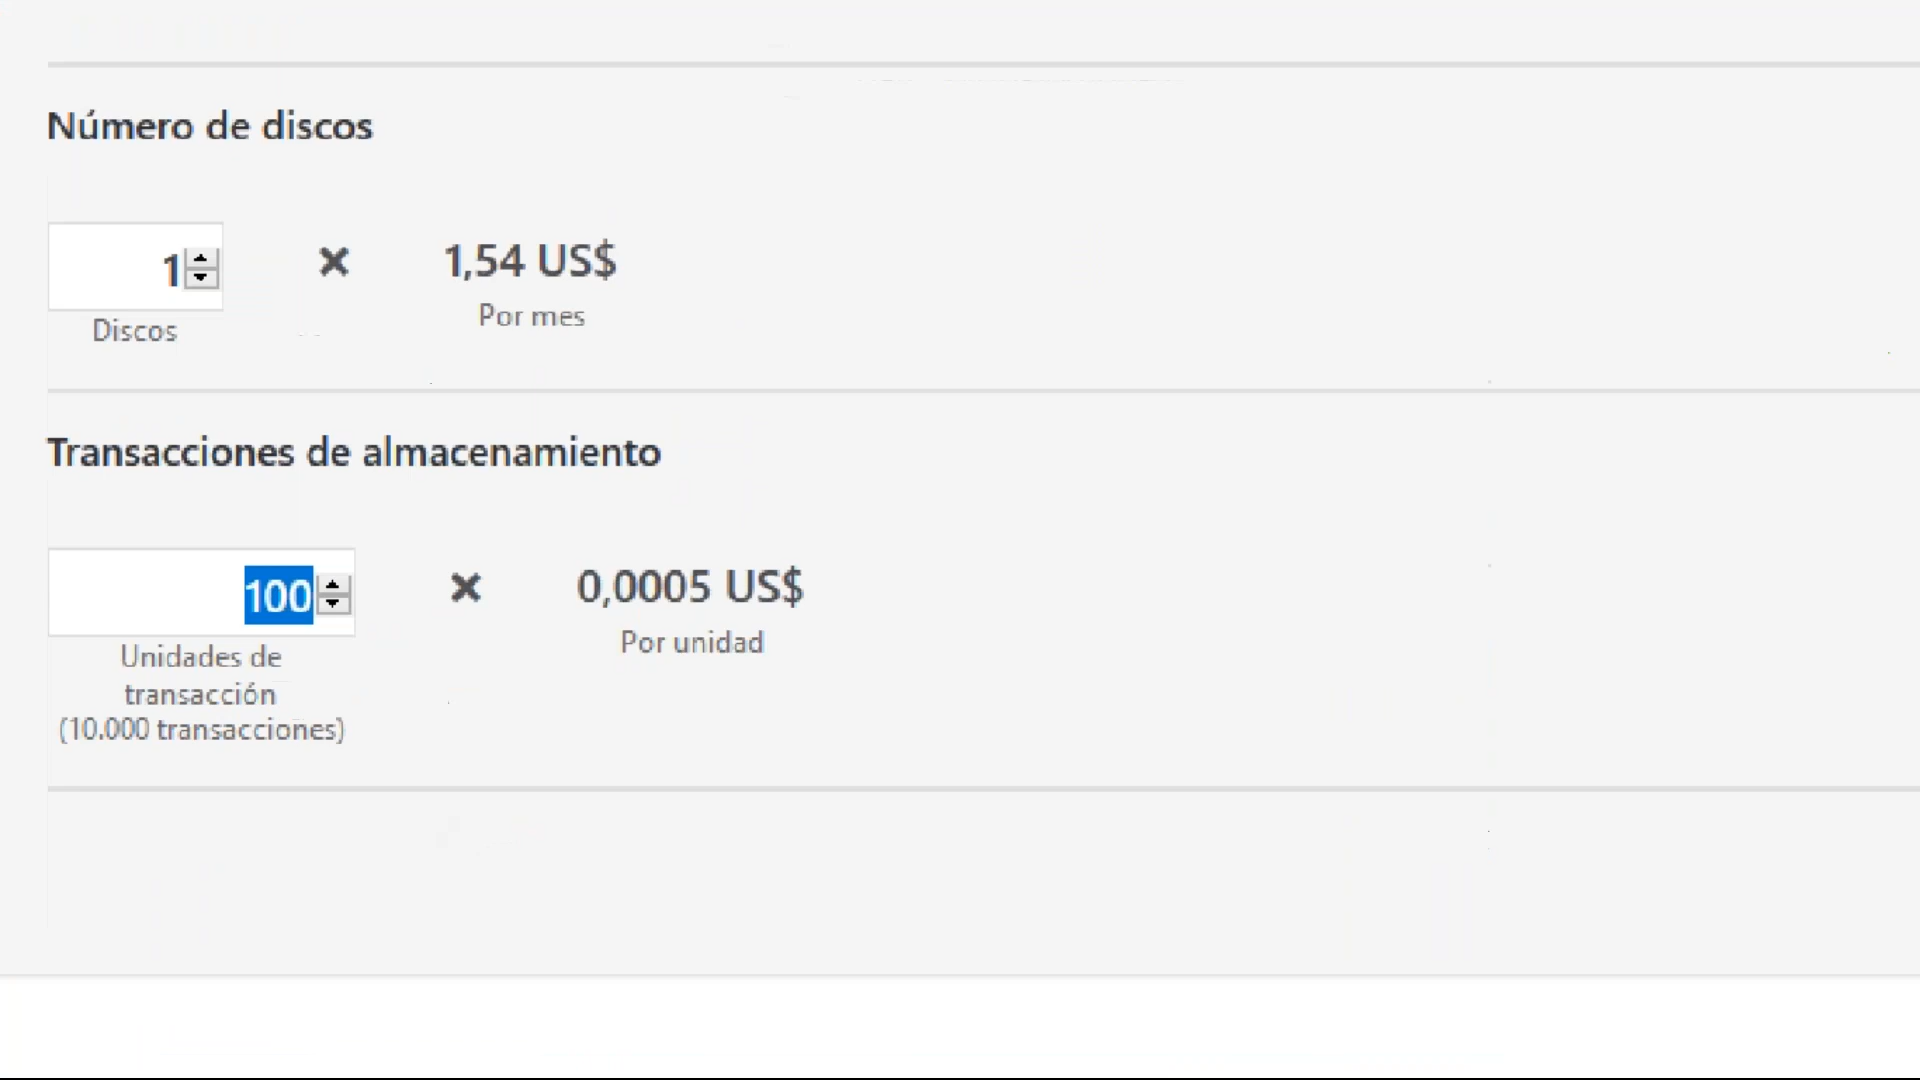 Número de discos
1
1,54 US$
Discos
Por mes
Transacciones de almacenamiento
100
0,0005 US$
Por unidad
Unidades de
transacción
(10.000 transacciones)